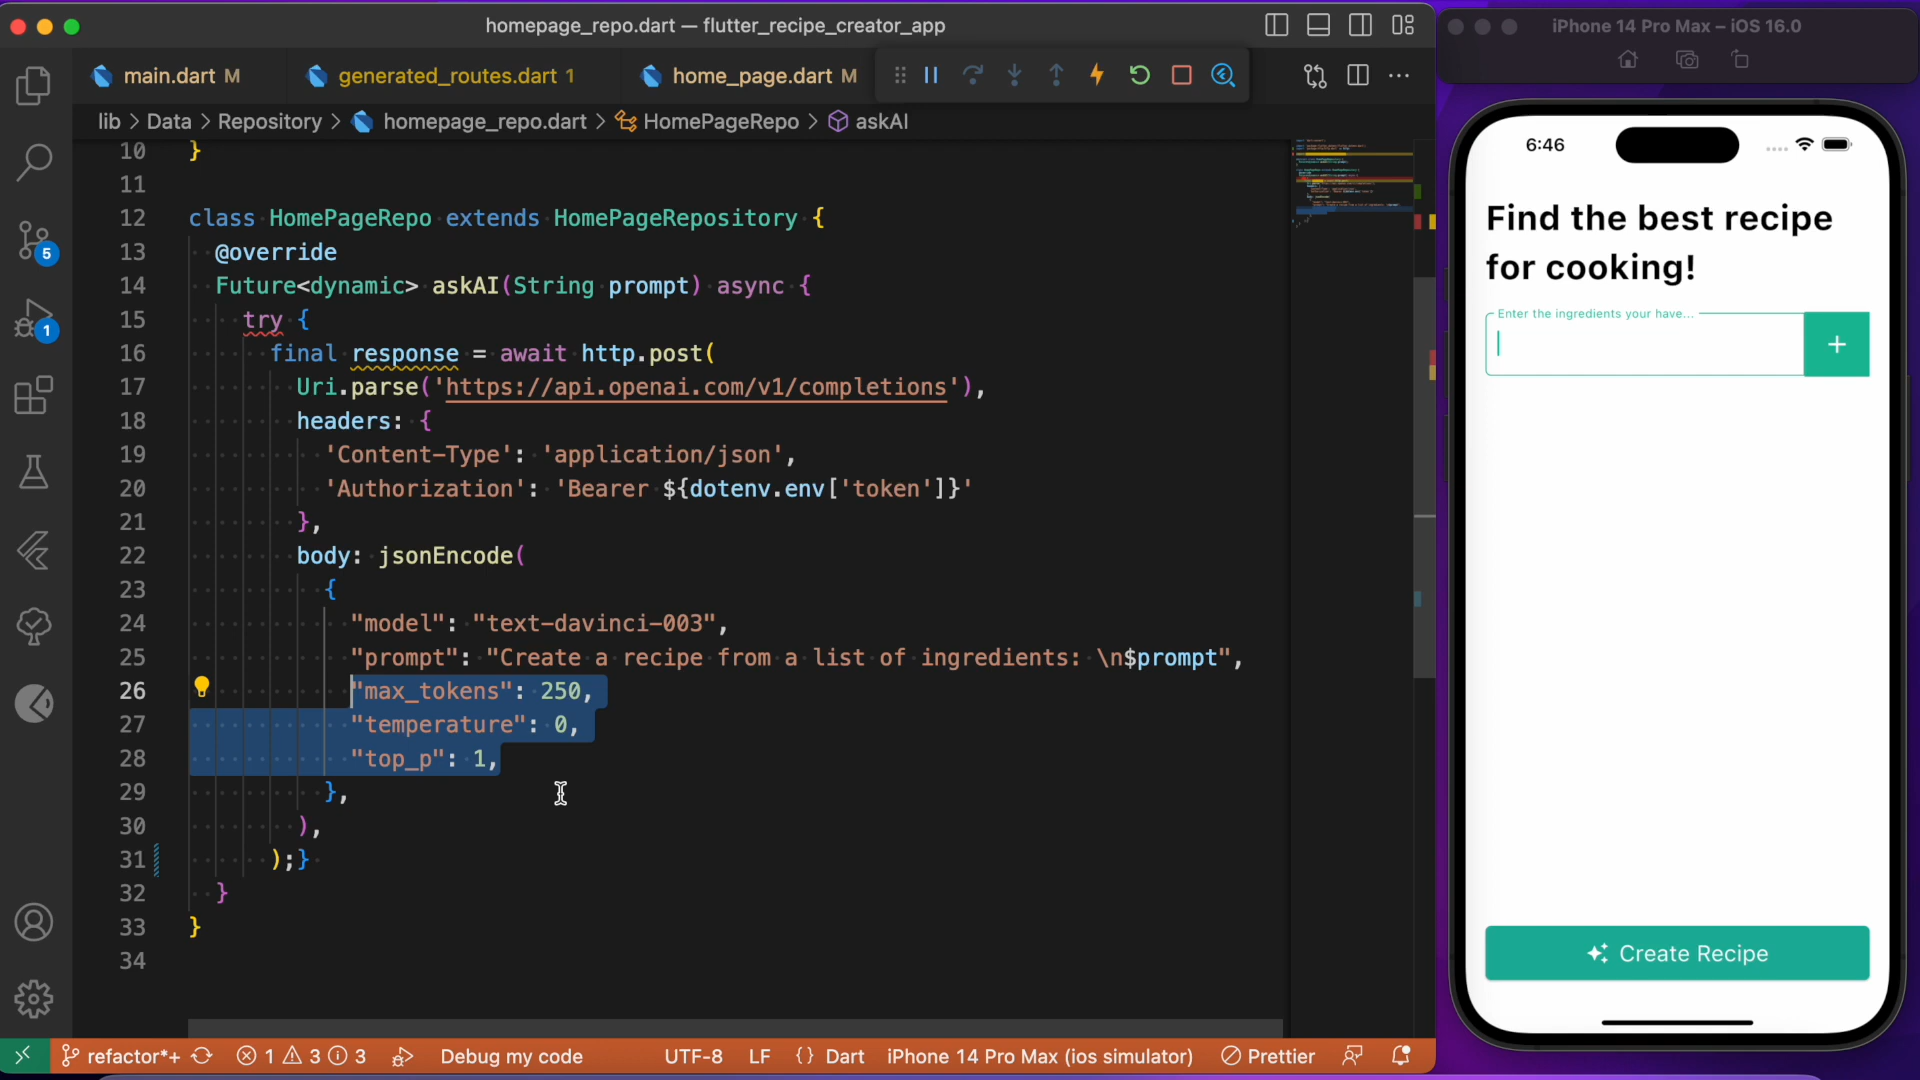 homepage_repo.dart — flutter_recipe_creator_app
main.dart M
generated_routes.dart 1
home_page.dart M
lib > Data > Repository > homepage_repo.dart > HomePageRepo > askAI
10 }
11
12 class HomePageRepo extends HomePageRepository {
13 @override
14 Future<dynamic> askAI(String prompt) async {
15 try {
16 final response = await http.post(
17 Uri.parse('https://api.openai.com/v1/completions'),
18 headers: {
19 'Content-Type': 'application/json',
20 'Authorization': 'Bearer ${dotenv.env['token']}'
21 },
22 body: jsonEncode(
23 {
24 "model": "text-davinci-003",
25 "prompt": "Create a recipe from a list of ingredients: \n$prompt",
26 "max_tokens": 250,
27 "temperature": 0,
28 "top_p": 1,
29 },
30 ),
31 );}
32 }
33 }
34
5
1
refactor*+ 1 3 3 Debug my code UTF-8 LF {} Dart iPhone 14 Pro Max (ios simulator) Prettier
iPhone 14 Pro Max – iOS 16.0
6:46
Find the best recipe
for cooking!
Enter the ingredients your have...
+
Create Recipe